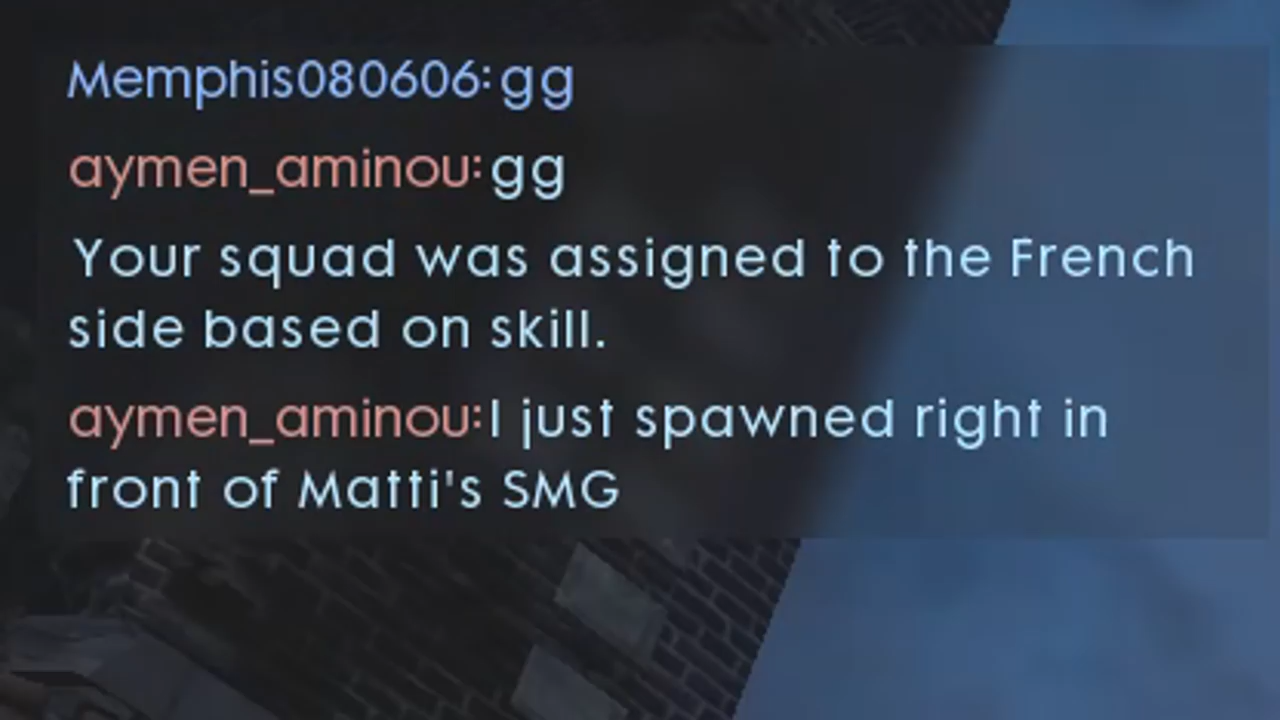 Memphis080606: gg
aymen_aminou: gg
Your squad was assigned to the French
side based on skill.
aymen_aminou: I just spawned right in
front of Matti's SMG